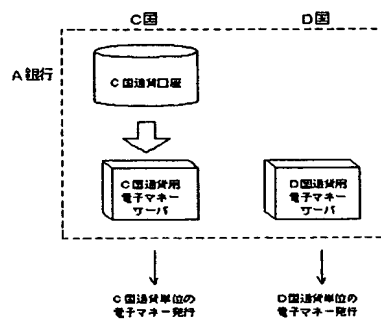 C国
D国
A銀行
C国通貨口座
C国通貨用
電子マネー
サーバ
D国通貨用
電子マネー
サーバ
C国通貨単位の
電子マネー発行
D国通貨単位の
電子マネー発行